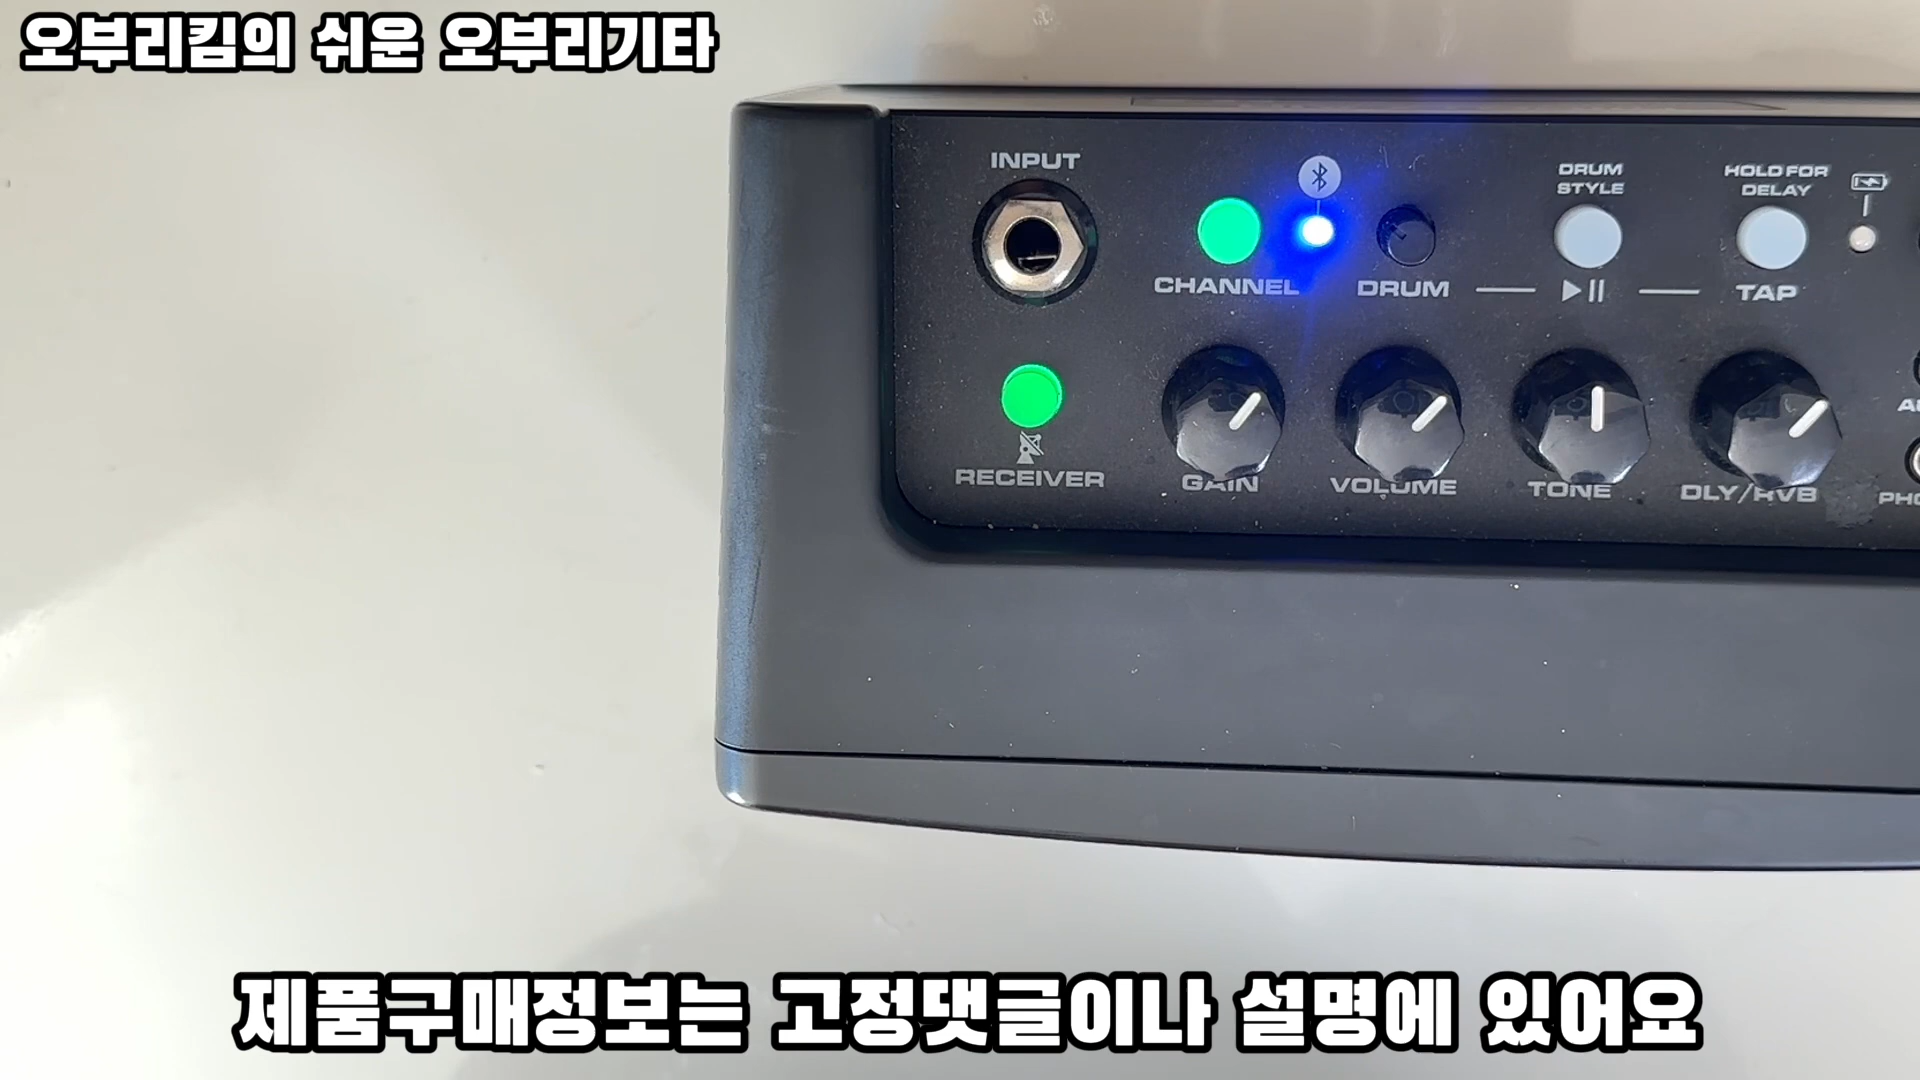 오부리킴의 쉬운 오부리기타
INPUT
CHANNEL
DRUM
DRUM
STYLE
HOLD FOR
DELAY
TAP
RECEIVER
GAIN
VOLUME
TONE
DLY/RVB
제품구매정보는 고정댓글이나 설명에 있어요